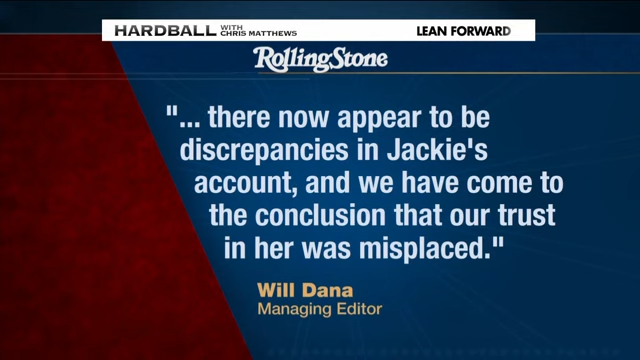 HARDBALL WITH CHRIS MATTHEWS LEAN FORWARD
RollingStone
"... there now appear to be
discrepancies in Jackie's
account, and we have come to
the conclusion that our trust
in her was misplaced."
Will Dana
Managing Editor